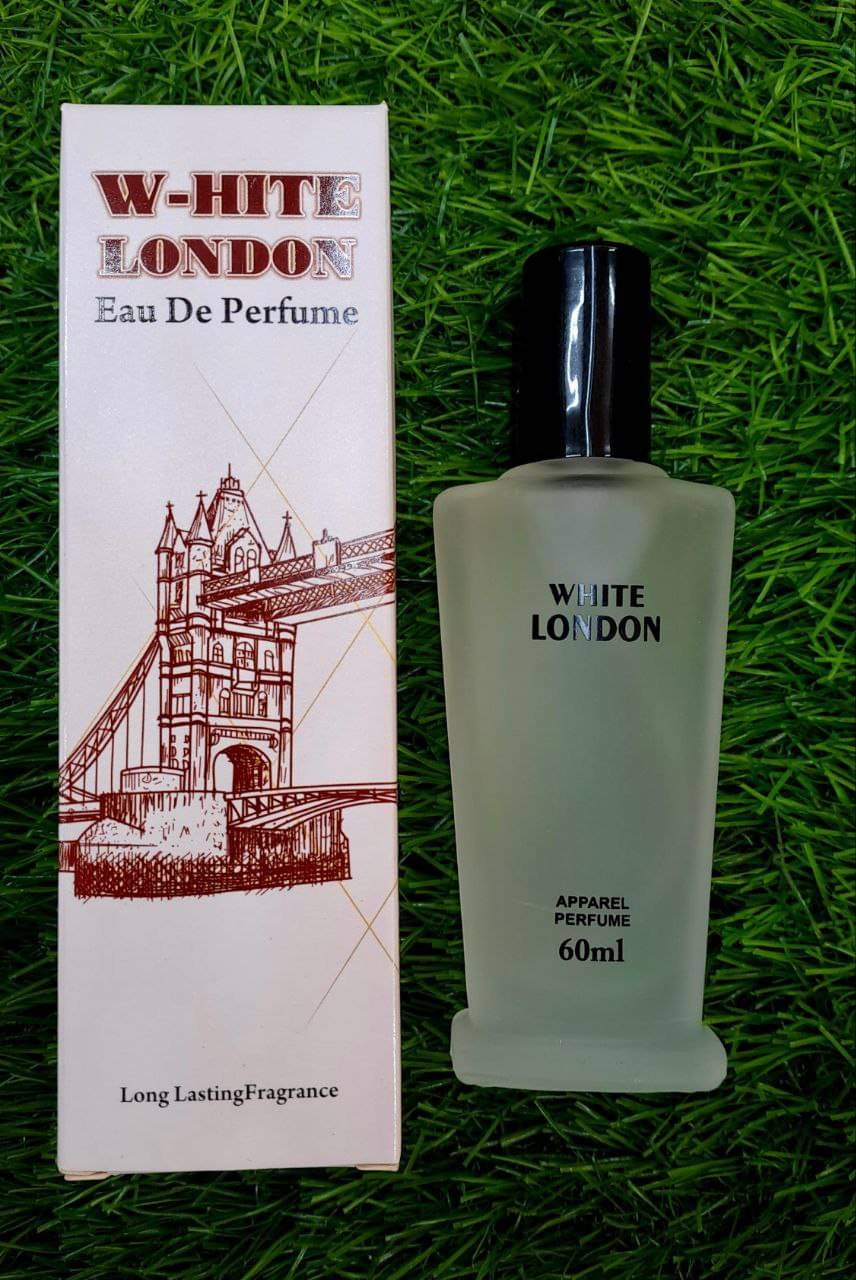 W-HITE
LONDON
Eau De Perfume
Long LastingFragrance
WHITE
LONDON
APPAREL
PERFUME
60ml